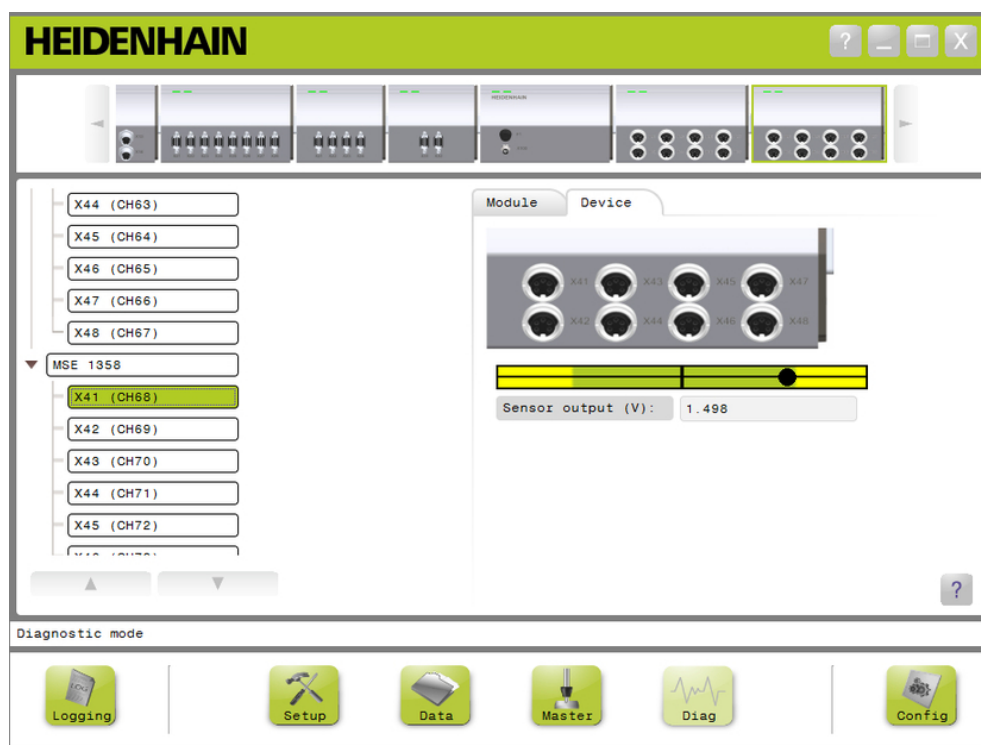 HEIDENHAIN
? _ X
HEIDENHAIN
X44 (CH63)
X45 (CH64)
X46 (CH65)
X47 (CH66)
X48 (CH67)
MSE 1358
X41 (CH68)
X42 (CH69)
X43 (CH70)
X44 (CH71)
X45 (CH72)
Module Device
X41 X43 X45 X47
X42 X44 X46 X48
Sensor output (V): 1.498
?
Diagnostic mode
LOG
Logging Setup Data Master Diag Config